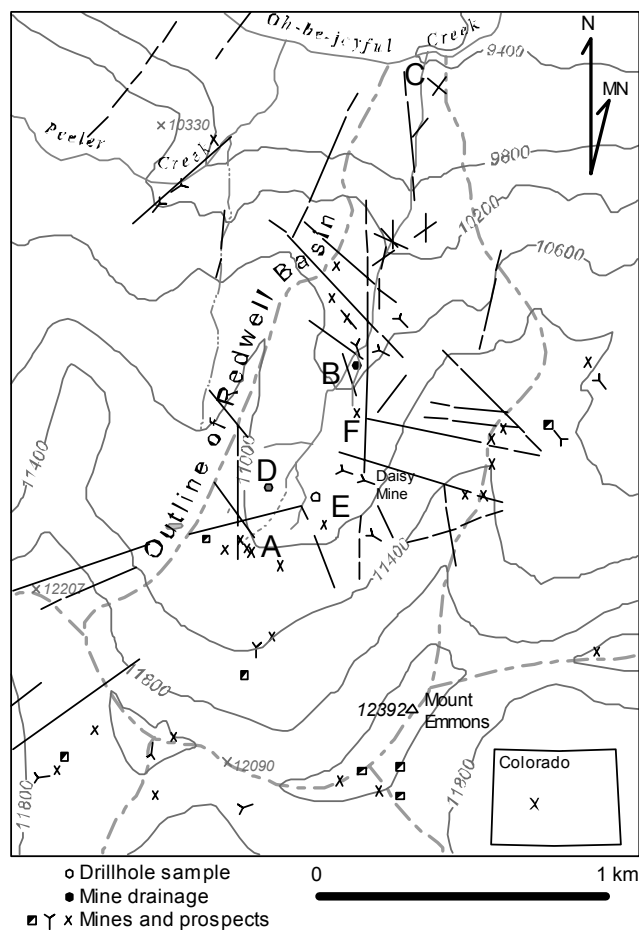 Oh-be-joyful Creek
N
MN
C
9400
Peeler Creek
×10330
9800
10200
10600
Outline of Redwell Basin
B
F
11400
11000
D
Daisy
Mine
E
A
11400
×12207
11800
12392
Mount
Emmons
×12090
11800
11800
Colorado
x
Drillhole sample
Mine drainage
Mines and prospects
0
1 km